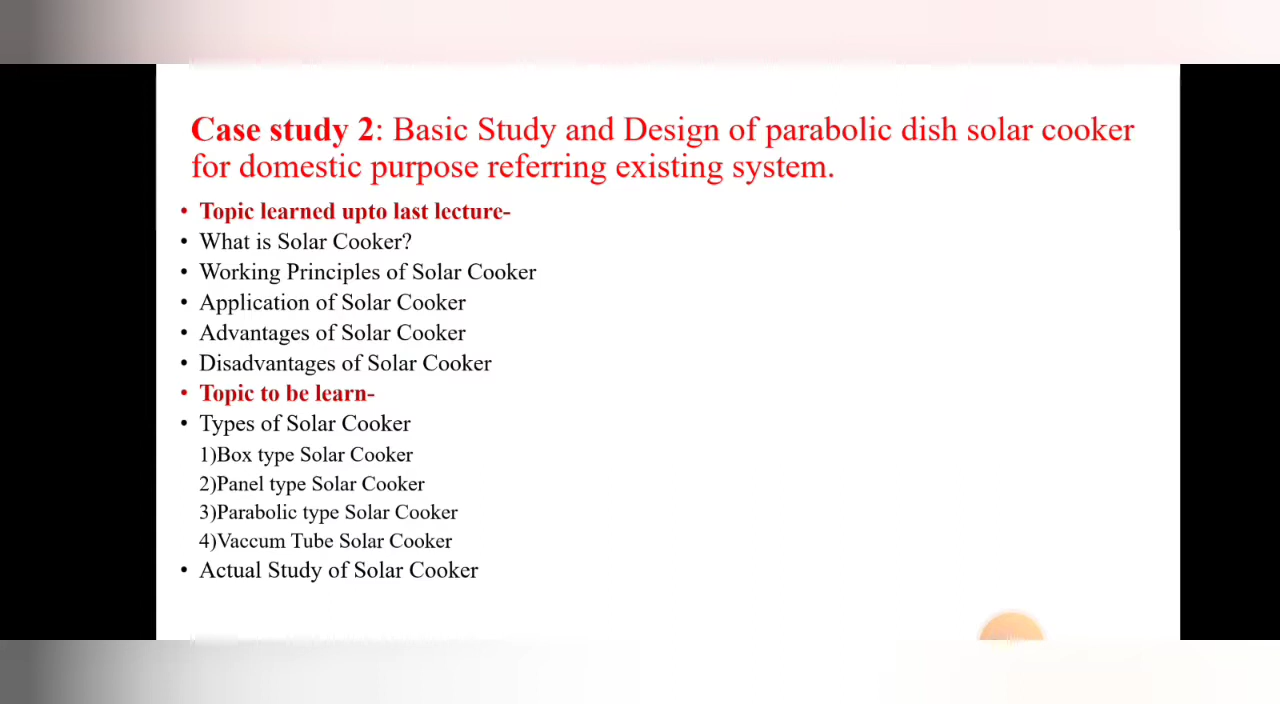 Case study 2: Basic Study and Design of parabolic dish solar cooker
for domestic purpose referring existing system.
• Topic learned upto last lecture-
• What is Solar Cooker?
• Working Principles of Solar Cooker
• Application of Solar Cooker
• Advantages of Solar Cooker
• Disadvantages of Solar Cooker
• Topic to be learn-
• Types of Solar Cooker
1)Box type Solar Cooker
2)Panel type Solar Cooker
3)Parabolic type Solar Cooker
4)Vaccum Tube Solar Cooker
• Actual Study of Solar Cooker